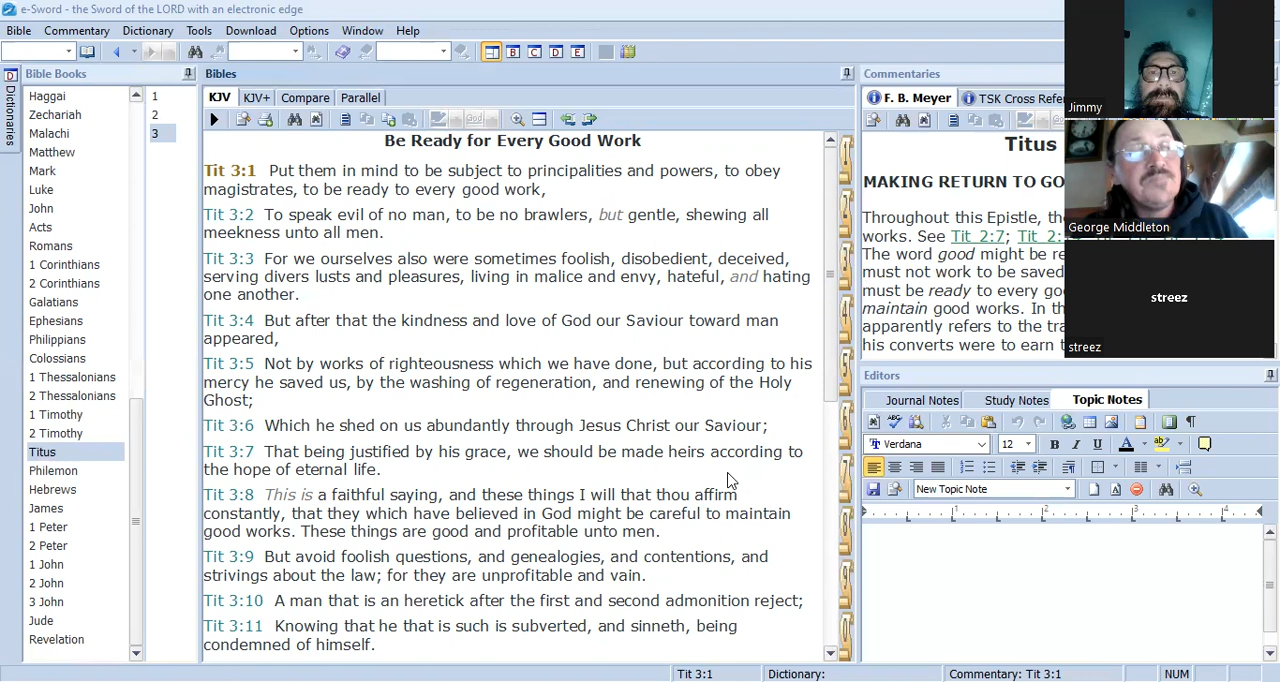 e-Sword - the Sword of the LORD with an electronic edge
Bible Commentary Dictionary Tools Download Options Window Help
B C D E
D
Dictionaries
Bible Books
Haggai
Zechariah
Malachi
Matthew
Mark
Luke
John
Acts
Romans
1 Corinthians
2 Corinthians
Galatians
Ephesians
Philippians
Colossians
1 Thessalonians
2 Thessalonians
1 Timothy
2 Timothy
Titus
Philemon
Hebrews
James
1 Peter
2 Peter
1 John
2 John
3 John
Jude
Revelation
1
2
3
Bibles
KJV KJV+ Compare Parallel
Be Ready for Every Good Work
Tit 3:1 Put them in mind to be subject to principalities and powers, to obey
magistrates, to be ready to every good work,
Tit 3:2 To speak evil of no man, to be no brawlers, but gentle, shewing all
meekness unto all men.
Tit 3:3 For we ourselves also were sometimes foolish, disobedient, deceived,
serving divers lusts and pleasures, living in malice and envy, hateful, and hating
one another.
Tit 3:4 But after that the kindness and love of God our Saviour toward man
appeared,
Tit 3:5 Not by works of righteousness which we have done, but according to his
mercy he saved us, by the washing of regeneration, and renewing of the Holy
Ghost;
Tit 3:6 Which he shed on us abundantly through Jesus Christ our Saviour;
Tit 3:7 That being justified by his grace, we should be made heirs according to
the hope of eternal life.
Tit 3:8 This is a faithful saying, and these things I will that thou affirm
constantly, that they which have believed in God might be careful to maintain
good works. These things are good and profitable unto men.
Tit 3:9 But avoid foolish questions, and genealogies, and contentions, and
strivings about the law; for they are unprofitable and vain.
Tit 3:10 A man that is an heretick after the first and second admonition reject;
Tit 3:11 Knowing that he that is such is subverted, and sinneth, being
condemned of himself.
1
2
3
4
5
6
7
8
9
0
Commentaries
F. B. Meyer TSK Cross Refer
Titus
MAKING RETURN TO GO
Throughout this Epistle, the
works. See Tit 2:7; Tit 2:
The word good might be re
must not work to be saved
must be ready to every goo
maintain good works. In th
apparently refers to the tra
his converts were to earn t
Jimmy
George Middleton
streez
streez
Editors
Journal Notes Study Notes Topic Notes
Verdana 12 B I U A ab
New Topic Note
1 2 3 4
Tit 3:1 Dictionary: Commentary: Tit 3:1 NUM